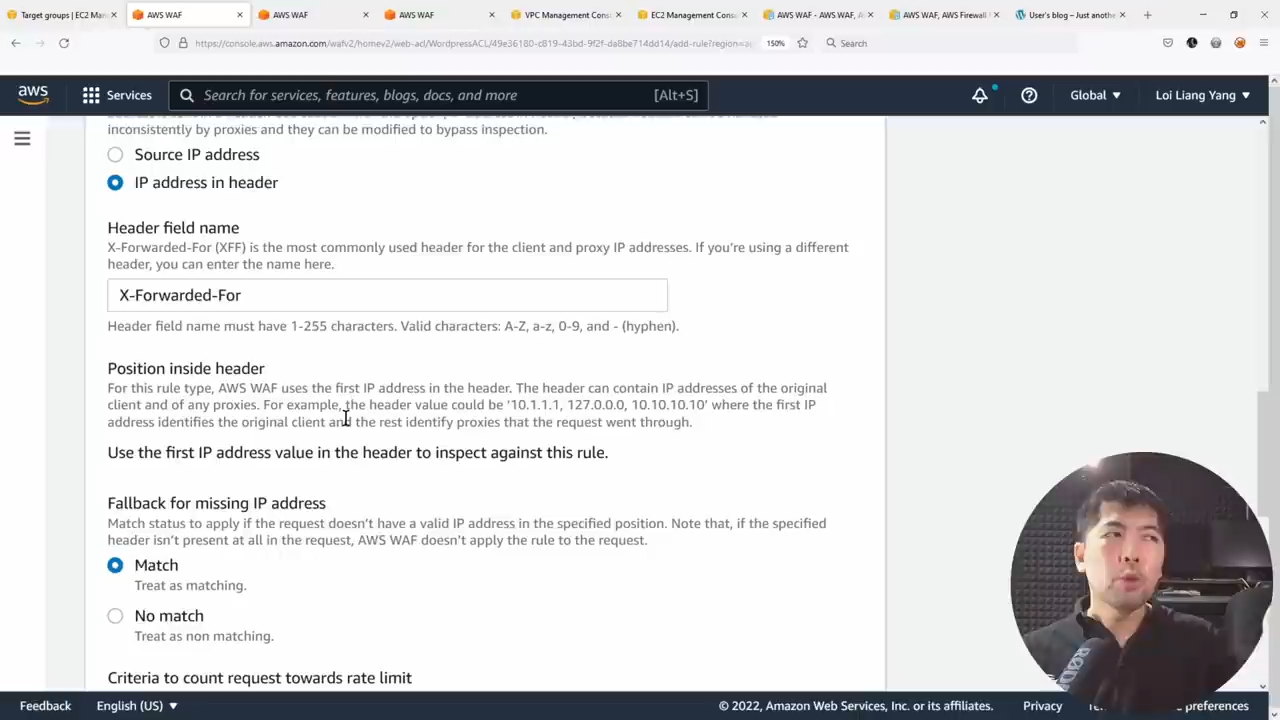 Target groups | EC2 Man
AWS WAF
AWS WAF
AWS WAF
VPC Management Cons
EC2 Management Cons
AWS WAF - AWS WAF, A
AWS WAF, AWS Firewall
User's blog – Just anothe
https://console.aws.amazon.com/wafv2/homev2/web-acl/WordpressACL/49e36180-c819-43bd-9f2f-da8be714dd14/add-rule?region=
150%
Search
aws
Services
Search for services, features, blogs, docs, and more
[Alt+S]
Global
Loi Liang Yang
inconsistently by proxies and they can be modified to bypass inspection.
Source IP address
IP address in header
Header field name
X-Forwarded-For (XFF) is the most commonly used header for the client and proxy IP addresses. If you're using a different
header, you can enter the name here.
X-Forwarded-For
Header field name must have 1-255 characters. Valid characters: A-Z, a-z, 0-9, and - (hyphen).
Position inside header
For this rule type, AWS WAF uses the first IP address in the header. The header can contain IP addresses of the original
client and of any proxies. For example, the header value could be '10.1.1.1, 127.0.0.0, 10.10.10.10' where the first IP
address identifies the original client and the rest identify proxies that the request went through.
Use the first IP address value in the header to inspect against this rule.
Fallback for missing IP address
Match status to apply if the request doesn't have a valid IP address in the specified position. Note that, if the specified
header isn't present at all in the request, AWS WAF doesn't apply the rule to the request.
Match
Treat as matching.
No match
Treat as non matching.
Criteria to count request towards rate limit
Feedback
English (US)
© 2022, Amazon Web Services, Inc. or its affiliates.
Privacy
preferences
RØDE